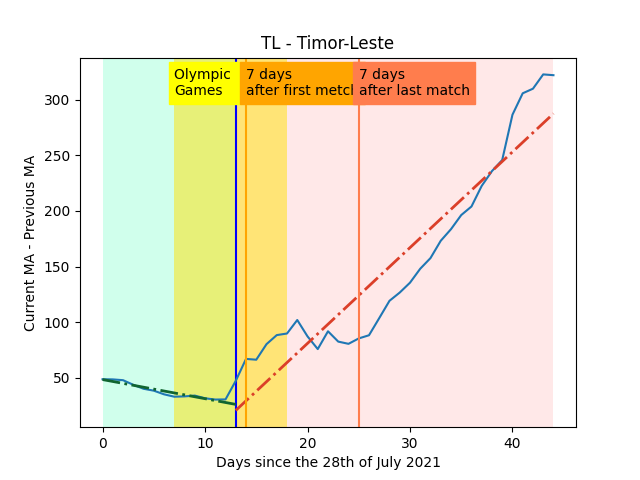 TL - Timor-Leste
Olympic
Games
7 days
after first
7 days
after last match
300
250
200
150
100
50
Current MA - Previous MA
0
10
20
30
40
Days since the 28th of July 2021